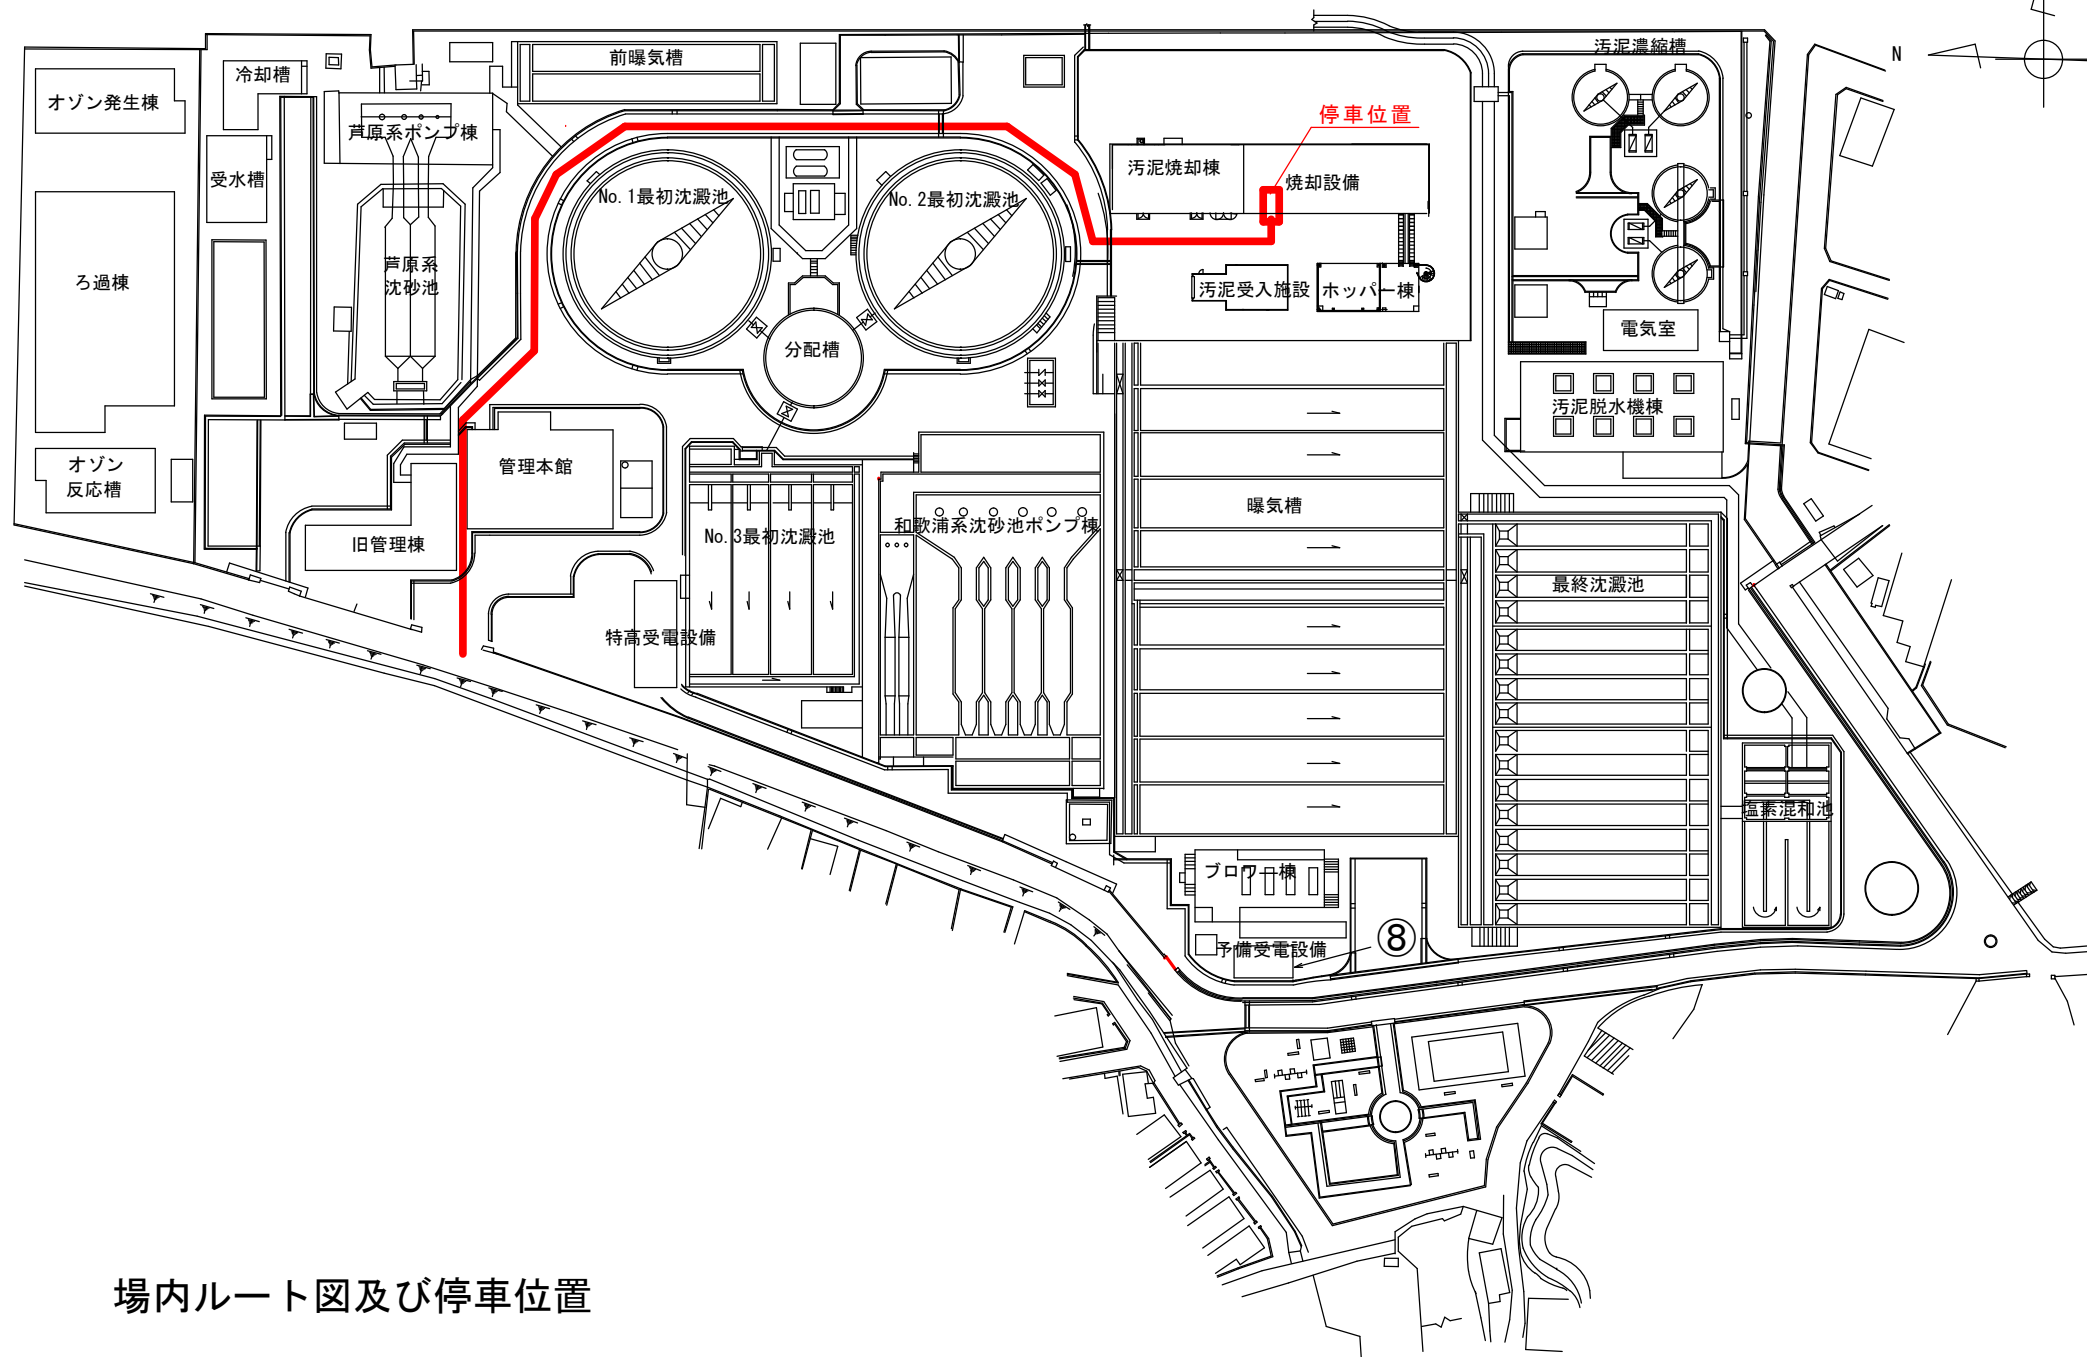 汚泥濃縮槽
N
前曝気槽
冷却槽
オゾン発生棟
停車位置
芦原系ポンプ棟
汚泥焼却棟
焼却設備
受水槽
No.1最初沈澱池
No.2最初沈澱池
芦原系
沈砂池
ろ過棟
汚泥受入施設
ホッパー棟
電気室
分配槽
汚泥脱水機棟
オゾン
反応槽
管理本館
曝気槽
和歌浦系沈砂池ポンプ棟
No.3最初沈澱池
旧管理棟
最終沈澱池
特高受電設備
塩素混和池
ブロワー棟
⑧
予備受電設備
場内ルート図及び停車位置